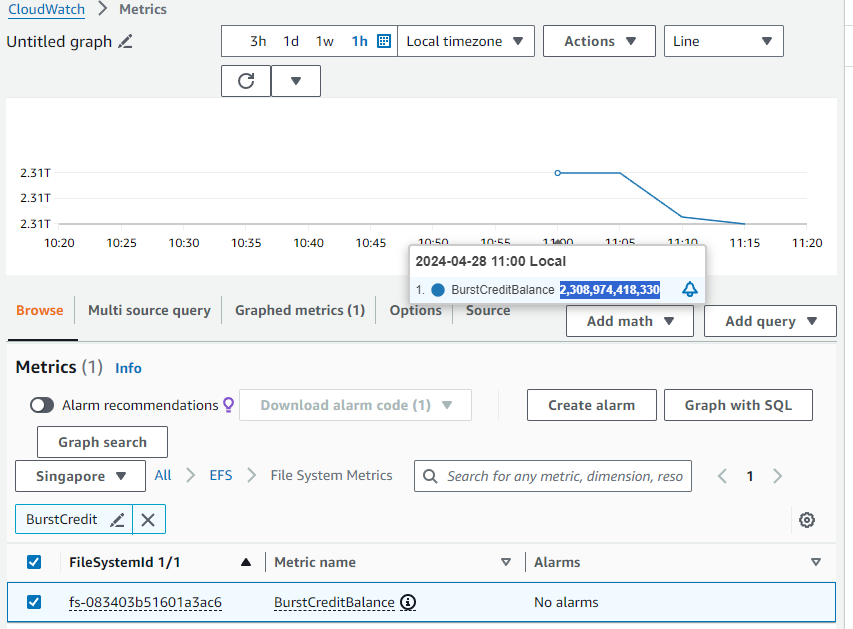 CloudWatch > Metrics
Untitled graph
3h 1d 1w 1h Local timezone Actions Line
2.31T
2.31T
2.31T
10:20 10:25 10:30 10:35 10:40 10:45 10:50 10:55 11:00 11:05 11:10 11:15 11:20
2024-04-28 11:00 Local
1. BurstCreditBalance 2,308,974,418,330
Browse Multi source query Graphed metrics (1) Options Source
Add math Add query
Metrics (1) Info
Alarm recommendations Download alarm code (1) Create alarm Graph with SQL
Graph search
Singapore All > EFS > File System Metrics Search for any metric, dimension, reso 1
BurstCredit
FileSystemId 1/1 Metric name Alarms
fs-083403b51601a3ac6 BurstCreditBalance No alarms